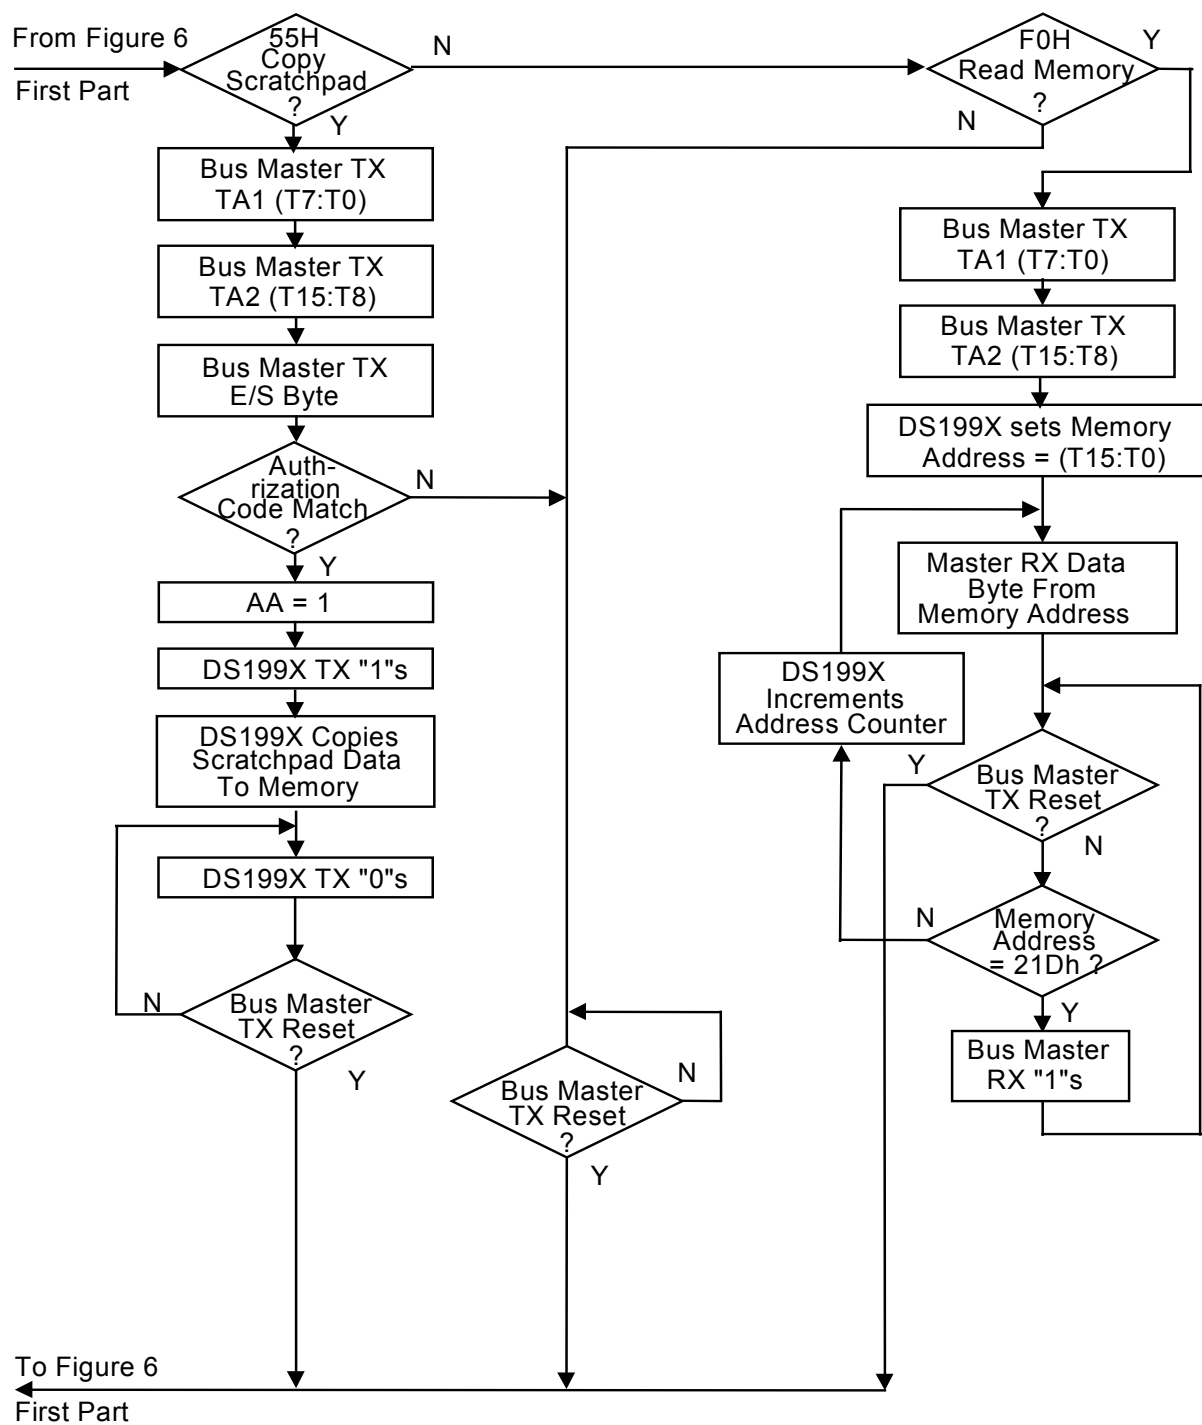 From Figure 6
First Part
55H
Copy
Scratchpad
?
N
Y
F0H
Read Memory
?
Y
N
Bus Master TX
TA1 (T7:T0)
Bus Master TX
TA2 (T15:T8)
Bus Master TX
E/S Byte
Auth-
rization
Code Match
?
N
Y
AA = 1
DS199X TX "1"s
DS199X Copies
Scratchpad Data
To Memory
DS199X TX "0"s
Bus Master
TX Reset
?
N
Y
Bus Master
TX Reset
?
N
Y
Bus Master TX
TA1 (T7:T0)
Bus Master TX
TA2 (T15:T8)
DS199X sets Memory
Address = (T15:T0)
Master RX Data
Byte From
Memory Address
DS199X
Increments
Address Counter
Bus Master
TX Reset
?
Y
N
Memory
Address
= 21Dh ?
N
Y
Bus Master
RX "1"s
To Figure 6
First Part